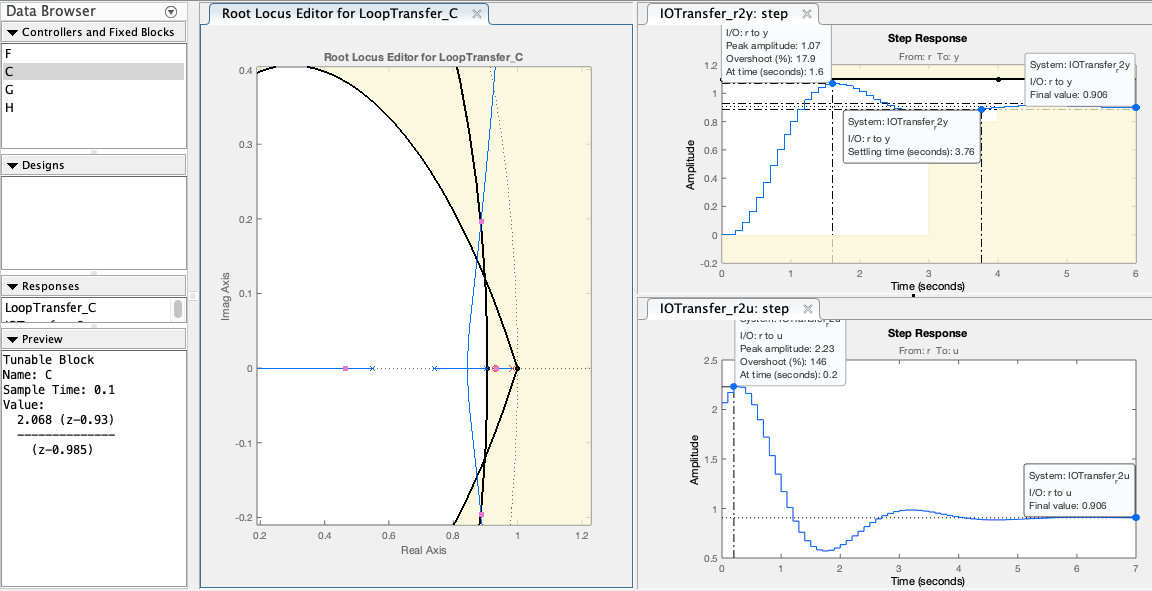 Data Browser
Controllers and Fixed Blocks
F
C
G
H
Designs
Responses
LoopTransfer_C
Preview
Tunable Block
Name: C
Sample Time: 0.1
Value:
2.068 (z-0.93)
--------------
(z-0.985)
Root Locus Editor for LoopTransfer_C
Root Locus Editor for LoopTransfer_C
0.4
0.3
0.2
0.1
0
-0.1
-0.2
Imag Axis
0.2
0.4
0.6
0.8
1
1.2
Real Axis
IOTransfer_r2y: step
Step Response
From: r To: y
I/O: r to y
Peak amplitude: 1.07
Overshoot (%): 17.9
At time (seconds): 1.6
System: IOTransfer_r2y
I/O: r to y
Final value: 0.906
System: IOTransfer_r2y
I/O: r to y
Settling time (seconds): 3.76
1.2
1
0.8
0.6
0.4
0.2
0
-0.2
Amplitude
0
1
2
3
4
5
6
Time (seconds)
IOTransfer_r2u: step
Step Response
From: r To: u
System: IOTransfer_r2u
I/O: r to u
Peak amplitude: 2.23
Overshoot (%): 146
At time (seconds): 0.2
System: IOTransfer_r2u
I/O: r to u
Final value: 0.906
2.5
2
1.5
1
0.5
Amplitude
0
1
2
3
4
5
6
7
Time (seconds)